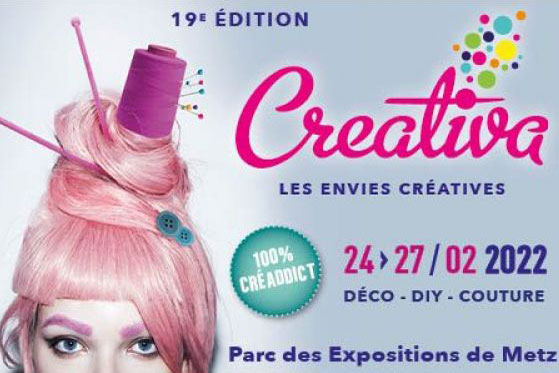 19E ÉDITION
Creativa
LES ENVIES CRÉATIVES
100%
CRÉADDICT
24 > 27 / 02 2022
DÉCO - DIY - COUTURE
Parc des Expositions de Metz